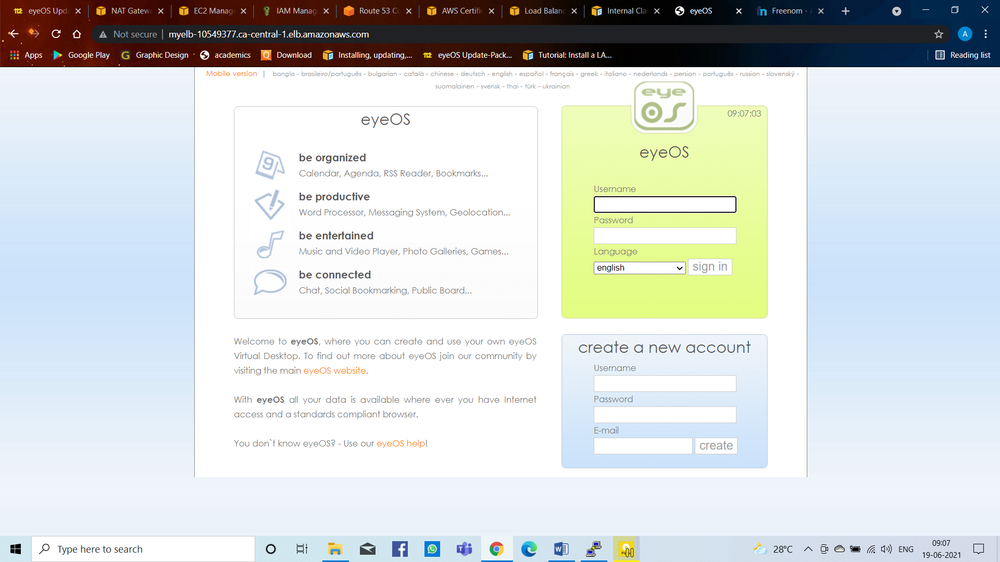 eyeOS Upda
NAT Gatewa
EC2 Manage
IAM Manag
Route 53 Co
AWS Certific
Load Balanc
Internal Clas
eyeOS
Freenom - A
Not secure
myelb-10549377.ca-central-1.elb.amazonaws.com
A
Apps
Google Play
Graphic Design
academics
Download
Installing, updating,...
eyeOS Update-Pack...
Tutorial: Install a LA...
Reading list
Mobile version | bangla - brasileiro/português - bulgarian - català - chinese - deutsch - english - español - français - greek - italiano - nederlands - persian - português - russian - slovenský -
suomalainen - svensk - thai - türk - ukrainian
eyeOS
be organized
Calendar, Agenda, RSS Reader, Bookmarks...
be productive
Word Processor, Messaging System, Geolocation...
be entertained
Music and Video Player, Photo Galleries, Games...
be connected
Chat, Social Bookmarking, Public Board...
eye
OS
09:07:03
eyeOS
Username
Password
Language
english
sign in
Welcome to eyeOS, where you can create and use your own eyeOS
Virtual Desktop. To find out more about eyeOS join our community by
visiting the main eyeOS website.
With eyeOS all your data is available where ever you have Internet
access and a standards compliant browser.
You don`t know eyeOS? - Use our eyeOS help!
create a new account
Username
Password
E-mail
create
Type here to search
28°C
ENG
09:07
19-06-2021